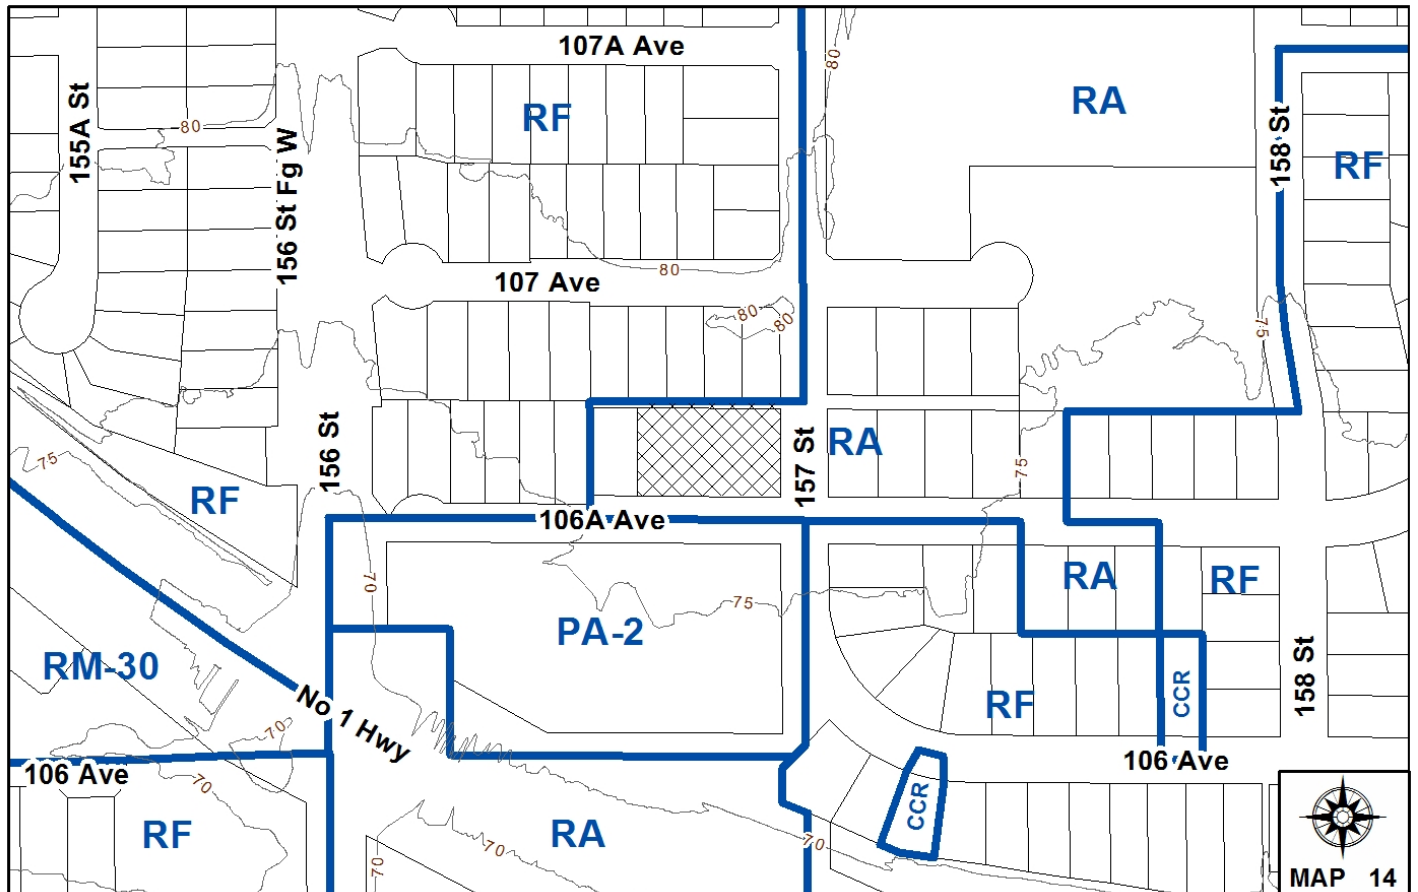 107A Ave
80
RA
155A St
RF
158 St
80
156 St Fg W
RF
80
107 Ave
80
80
75
156 St
157 St
RA
75
75
RF
106A Ave
70
RA
RF
75
PA-2
RM-30
CCR
158 St
RF
No 1 Hwy
70
106 Ave
106 Ave
70
CCR
RF
RA
70
70
70
MAP 14